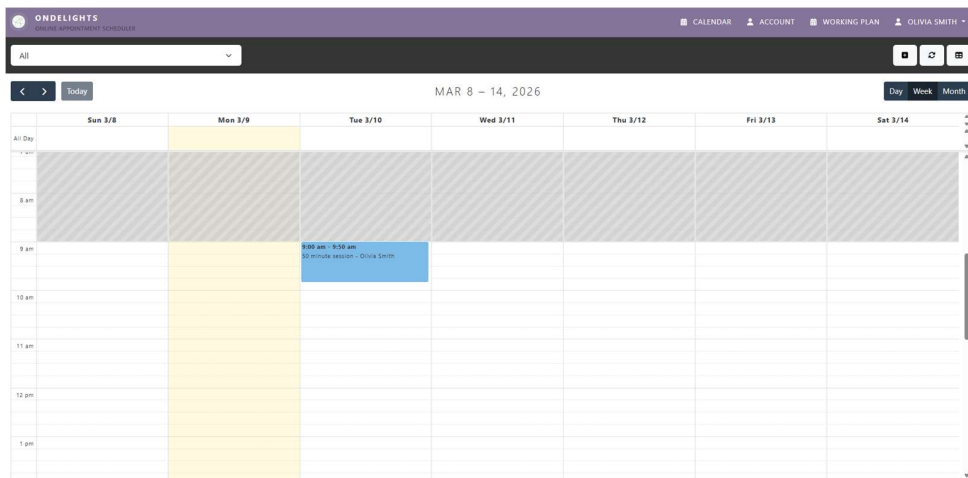 ONDELIGHTS
ONLINE APPOINTMENT SCHEDULER
CALENDAR
ACCOUNT
WORKING PLAN
OLIVIA SMITH
All
Today
MAR 8 – 14, 2026
Day Week Month
Sun 3/8 Mon 3/9 Tue 3/10 Wed 3/11 Thu 3/12 Fri 3/13 Sat 3/14
All Day
8 am
9 am
9:00 am - 9:50 am
50 minute session - Olivia Smith
10 am
11 am
12 pm
1 pm